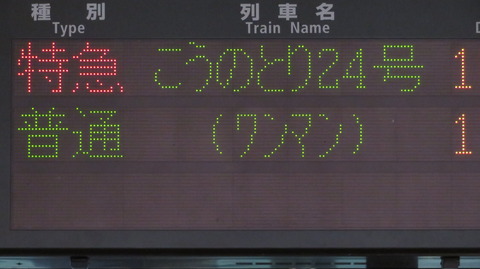 種別 列車名
Type Train Name D
特急 こうのとり24号 1
普通 (ワンマン) 1